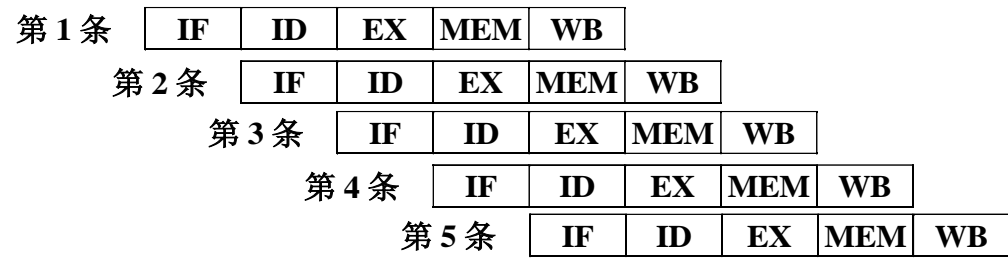 第 1 条 IF ID EX MEM WB
第 2 条 IF ID EX MEM WB
第 3 条 IF ID EX MEM WB
第 4 条 IF ID EX MEM WB
第 5 条 IF ID EX MEM WB